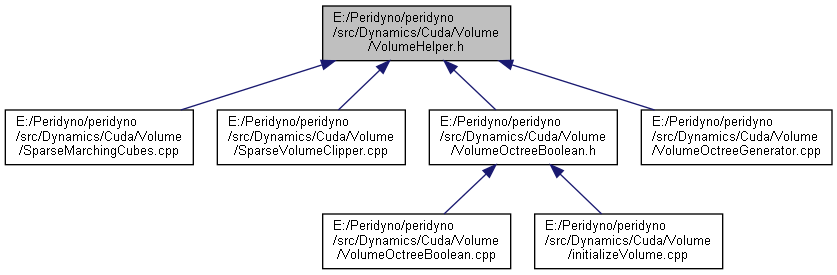 E:/Peridyno/peridyno
/src/Dynamics/Cuda/Volume
/VolumeHelper.h
E:/Peridyno/peridyno
/src/Dynamics/Cuda/Volume
/SparseMarchingCubes.cpp
E:/Peridyno/peridyno
/src/Dynamics/Cuda/Volume
/SparseVolumeClipper.cpp
E:/Peridyno/peridyno
/src/Dynamics/Cuda/Volume
/VolumeOctreeBoolean.h
E:/Peridyno/peridyno
/src/Dynamics/Cuda/Volume
/VolumeOctreeGenerator.cpp
E:/Peridyno/peridyno
/src/Dynamics/Cuda/Volume
/VolumeOctreeBoolean.cpp
E:/Peridyno/peridyno
/src/Dynamics/Cuda/Volume
/initializeVolume.cpp